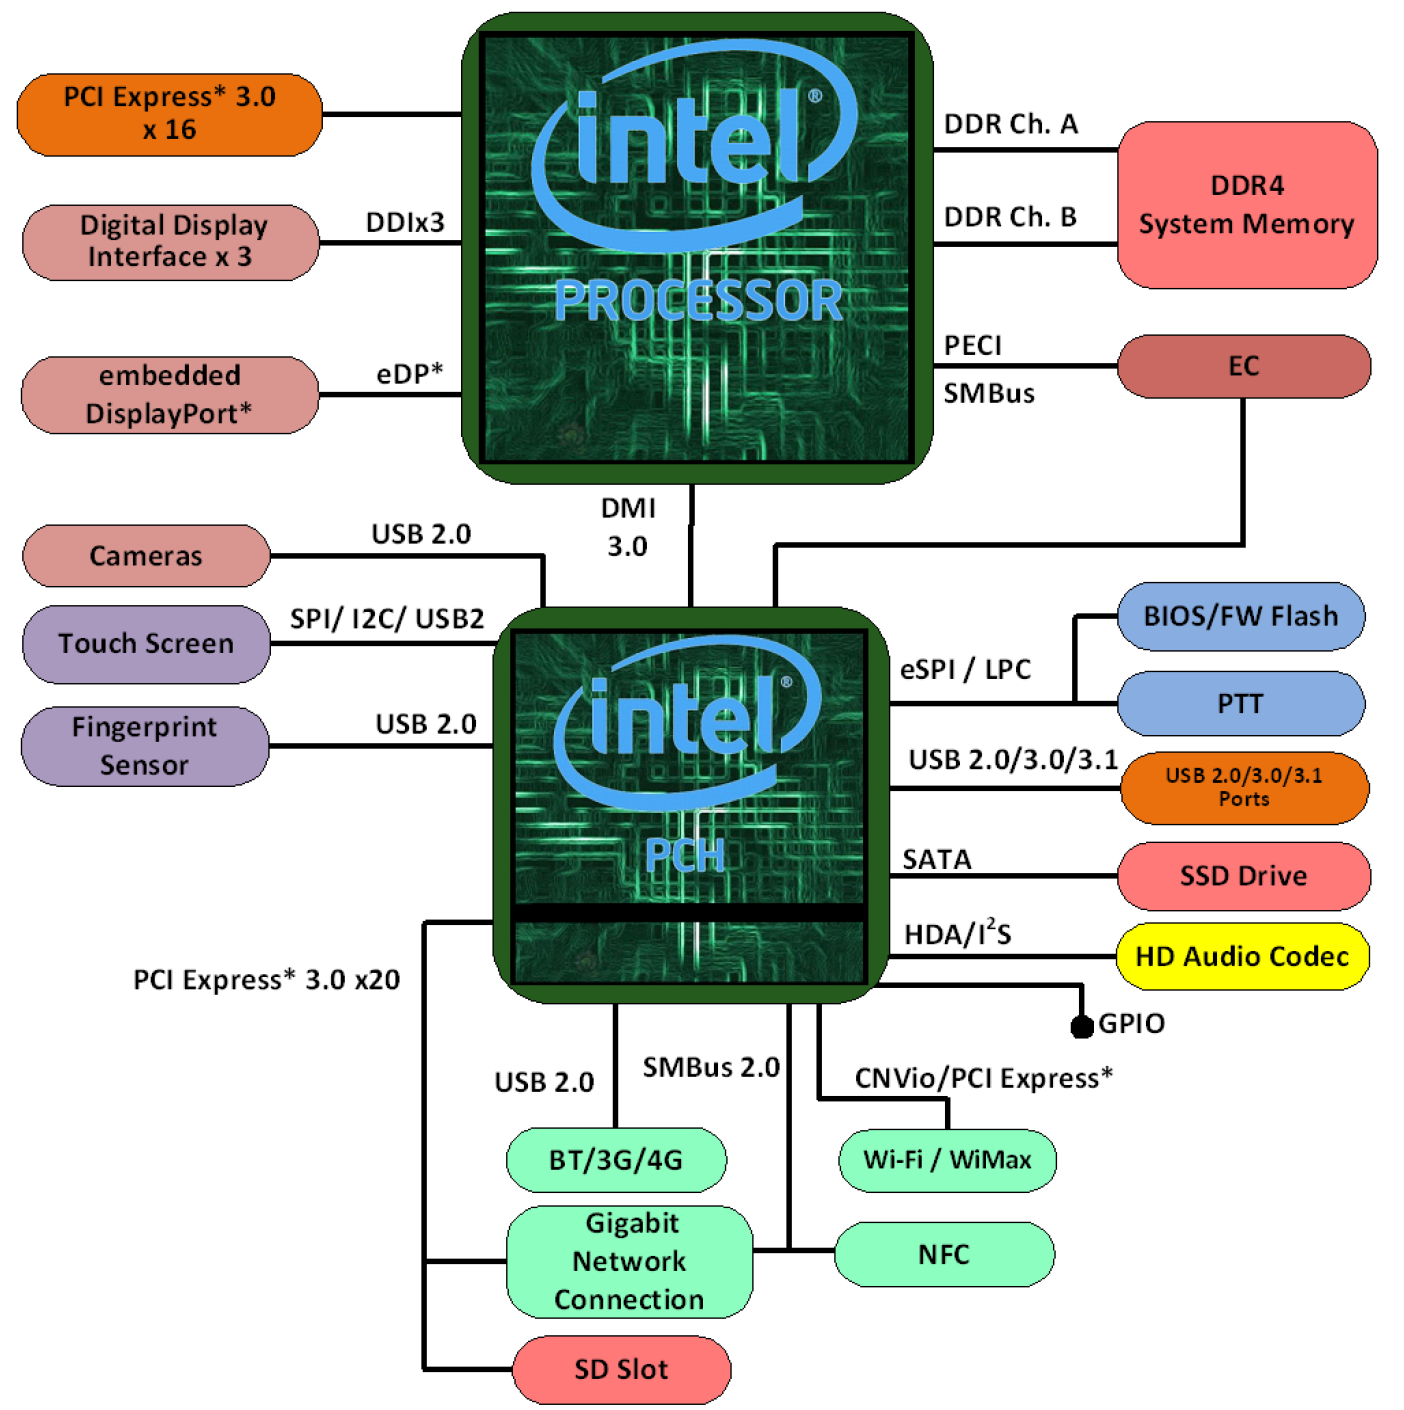 intel®
PROCESSOR
PCI Express* 3.0
x 16
DDR Ch. A
DDR4
System Memory
Digital Display
Interface x 3
DDIx3
DDR Ch. B
embedded
DisplayPort*
eDP*
PECI
SMBus
EC
DMI
3.0
Cameras
USB 2.0
Touch Screen
SPI/ I2C/ USB2
Fingerprint
Sensor
USB 2.0
intel®
PCH
eSPI / LPC
BIOS/FW Flash
PTT
USB 2.0/3.0/3.1
USB 2.0/3.0/3.1
Ports
SATA
SSD Drive
HDA/I²S
HD Audio Codec
GPIO
PCI Express* 3.0 x20
USB 2.0
SMBus 2.0
CNVio/PCI Express*
BT/3G/4G
Wi-Fi / WiMax
Gigabit
Network
Connection
NFC
SD Slot